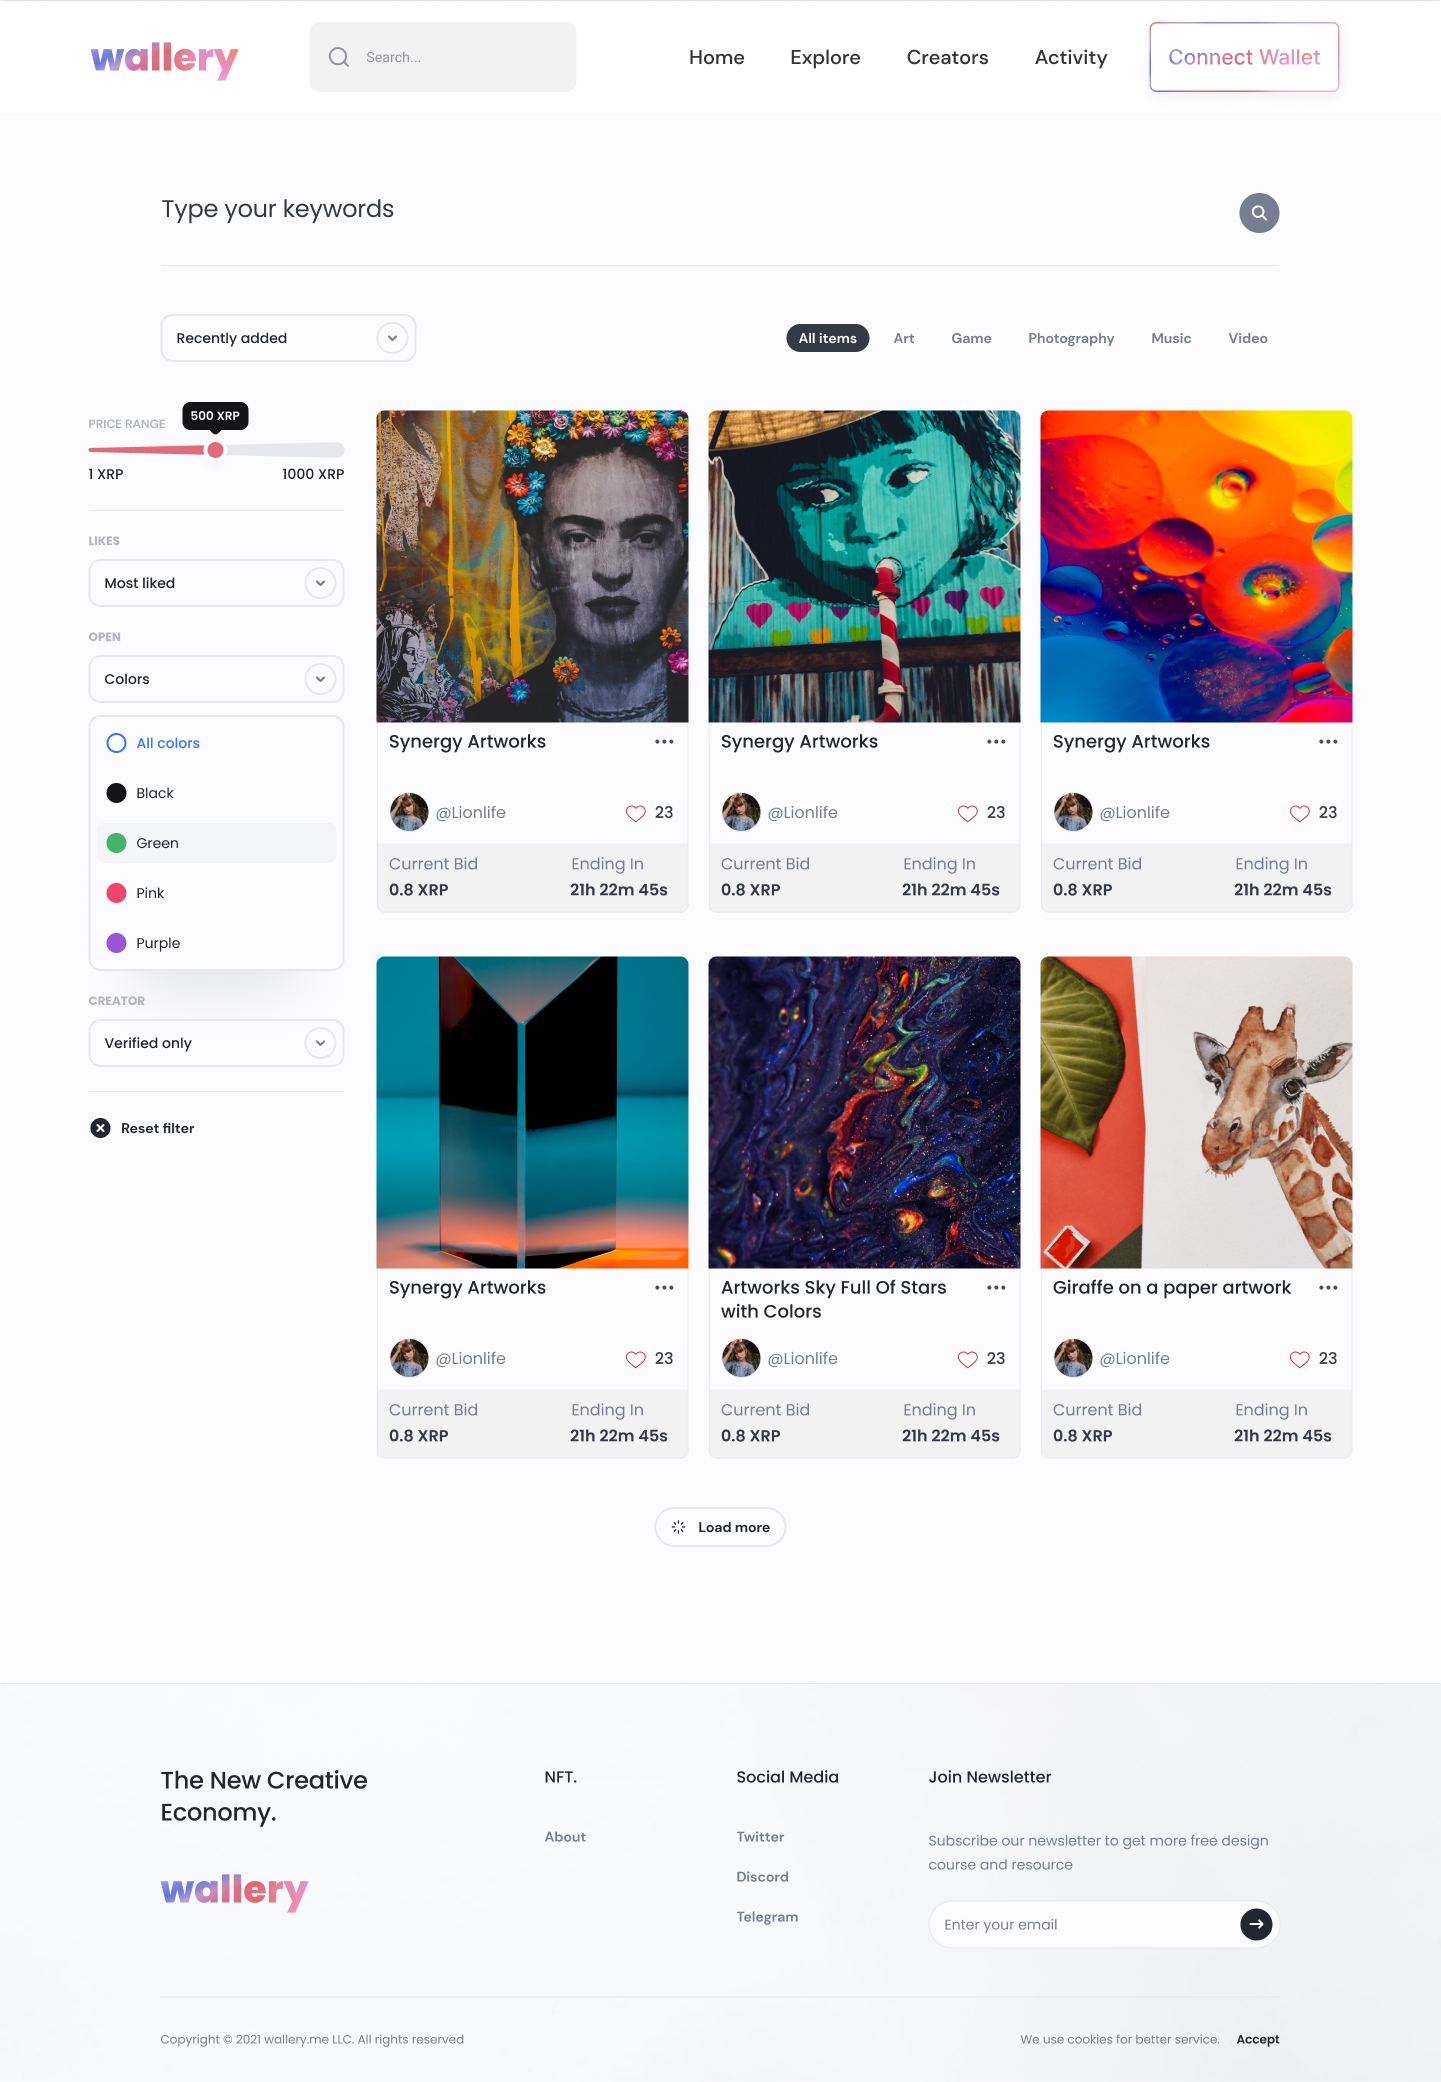 wallery
Search...
Home
Explore
Creators
Activity
Connect Wallet
Type your keywords
Recently added
All items
Art
Game
Photography
Music
Video
PRICE RANGE
500 XRP
1 XRP
1000 XRP
LIKES
Most liked
OPEN
Colors
All colors
Black
Green
Pink
Purple
CREATOR
Verified only
Reset filter
Synergy Artworks
@Lionlife
23
Current Bid
Ending In
0.8 XRP
21h 22m 45s
Synergy Artworks
@Lionlife
23
Current Bid
Ending In
0.8 XRP
21h 22m 45s
Synergy Artworks
@Lionlife
23
Current Bid
Ending In
0.8 XRP
21h 22m 45s
Synergy Artworks
@Lionlife
23
Current Bid
Ending In
0.8 XRP
21h 22m 45s
Artworks Sky Full Of Stars
with Colors
@Lionlife
23
Current Bid
Ending In
0.8 XRP
21h 22m 45s
Giraffe on a paper artwork
@Lionlife
23
Current Bid
Ending In
0.8 XRP
21h 22m 45s
Load more
The New Creative
Economy.
wallery
NFT.
About
Social Media
Twitter
Discord
Telegram
Join Newsletter
Subscribe our newsletter to get more free design
course and resource
Enter your email
Copyright © 2021 wallery.me LLC. All rights reserved
We use cookies for better service.
Accept